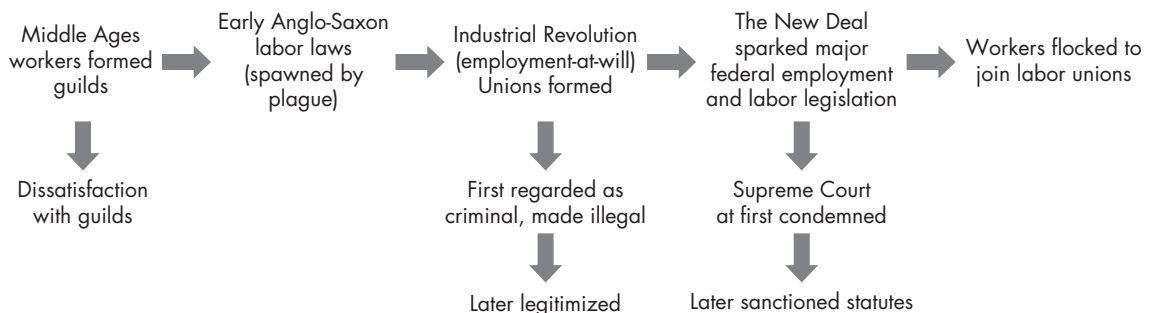 Middle Ages
workers formed
guilds
Early Anglo-Saxon
labor laws
(spawned by
plague)
Industrial Revolution
(employment-at-will)
Unions formed
The New Deal
sparked major
federal employment
and labor legislation
Workers flocked to
join labor unions
Dissatisfaction
with guilds
First regarded as
criminal, made illegal
Supreme Court
at first condemned
Later legitimized
Later sanctioned statutes